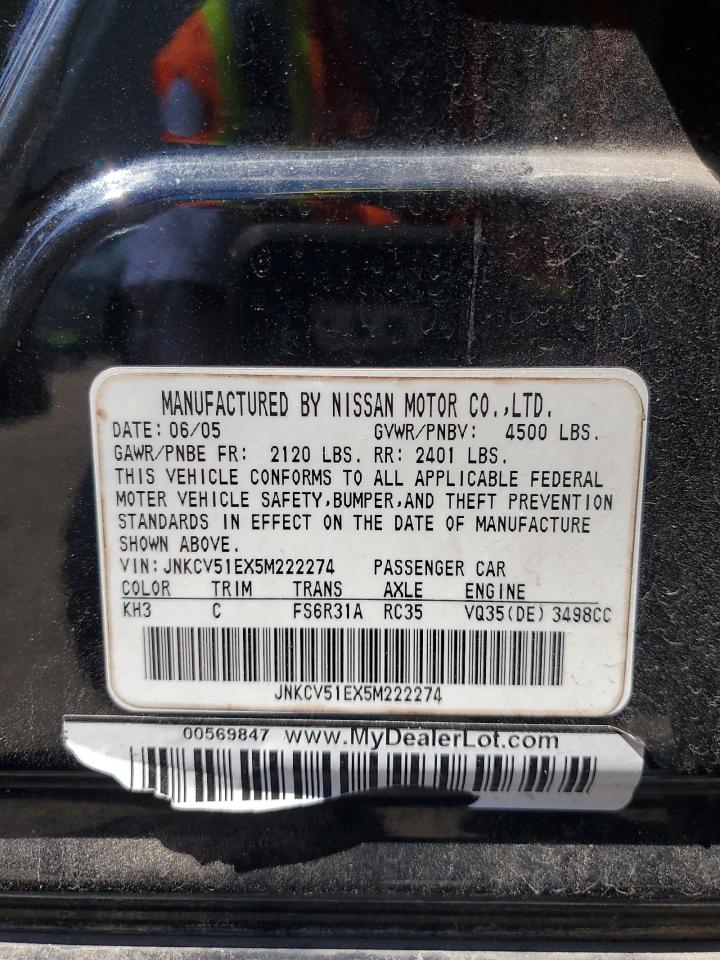 MANUFACTURED BY NISSAN MOTOR CO.,LTD.
DATE: 06/05 GVWR/PNBV: 4500 LBS.
GAWR/PNBE FR: 2120 LBS. RR: 2401 LBS.
THIS VEHICLE CONFORMS TO ALL APPLICABLE FEDERAL
MOTER VEHICLE SAFETY,BUMPER,AND THEFT PREVENTION
STANDARDS IN EFFECT ON THE DATE OF MANUFACTURE
SHOWN ABOVE.
VIN: JNKCV51EX5M222274 PASSENGER CAR
COLOR TRIM TRANS AXLE ENGINE
KH3 C FS6R31A RC35 VQ35(DE) 3498CC
JNKCV51EX5M222274
00569847 www.MyDealerLot.com